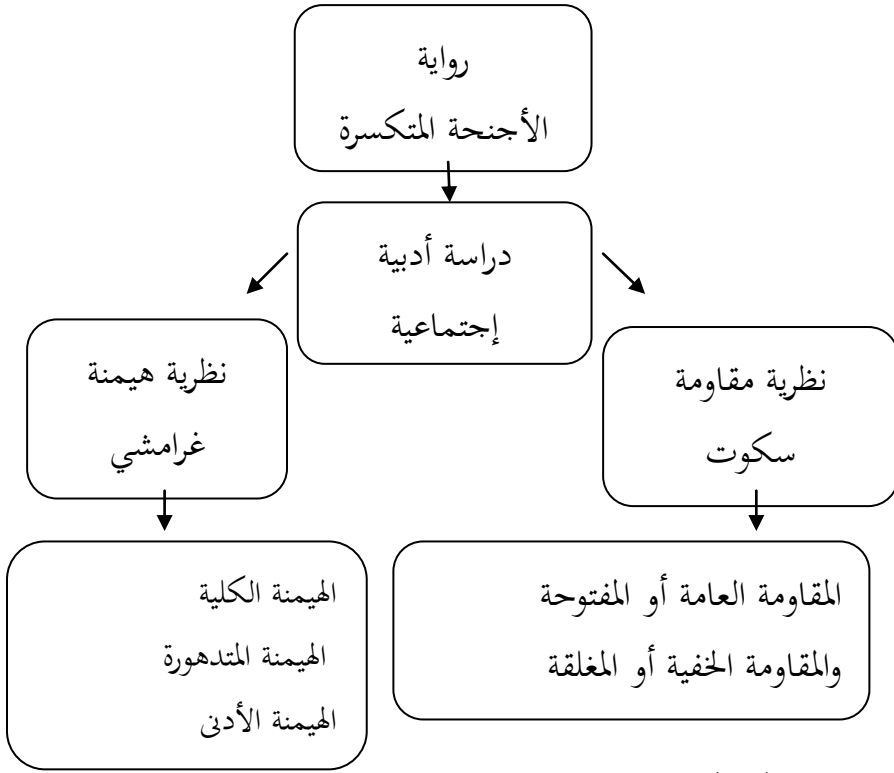 رواية
الأجنحة المتكسرة
دراسة أدبية
إجتماعية
نظرية مقاومة
سكوت
نظرية هيمنة
غرامشي
المقاومة العامة أو المفتوحة
والمقاومة الخفية أو المغلقة
الهيمنة الكلية
الهيمنة المتدهورة
الهيمنة الأدنى